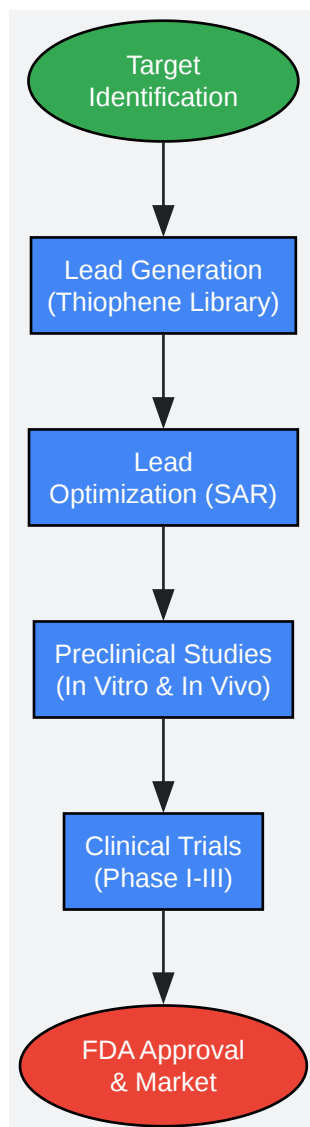 Target
Identification
Lead Generation
(Thiophene Library)
Lead
Optimization (SAR)
Preclinical Studies
(In Vitro & In Vivo)
Clinical Trials
(Phase I-III)
FDA Approval
& Market